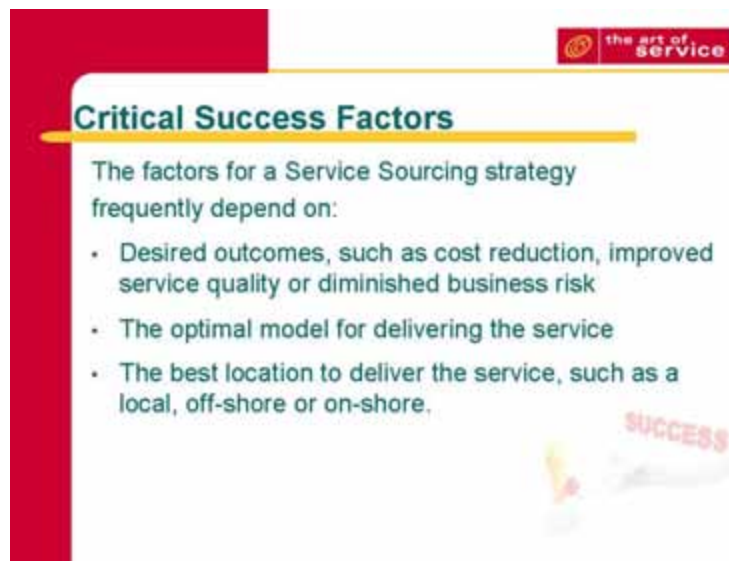 the art of
service
Critical Success Factors
The factors for a Service Sourcing strategy
frequently depend on:
• Desired outcomes, such as cost reduction, improved
service quality or diminished business risk
• The optimal model for delivering the service
• The best location to deliver the service, such as a
local, off-shore or on-shore.
SUCCESS